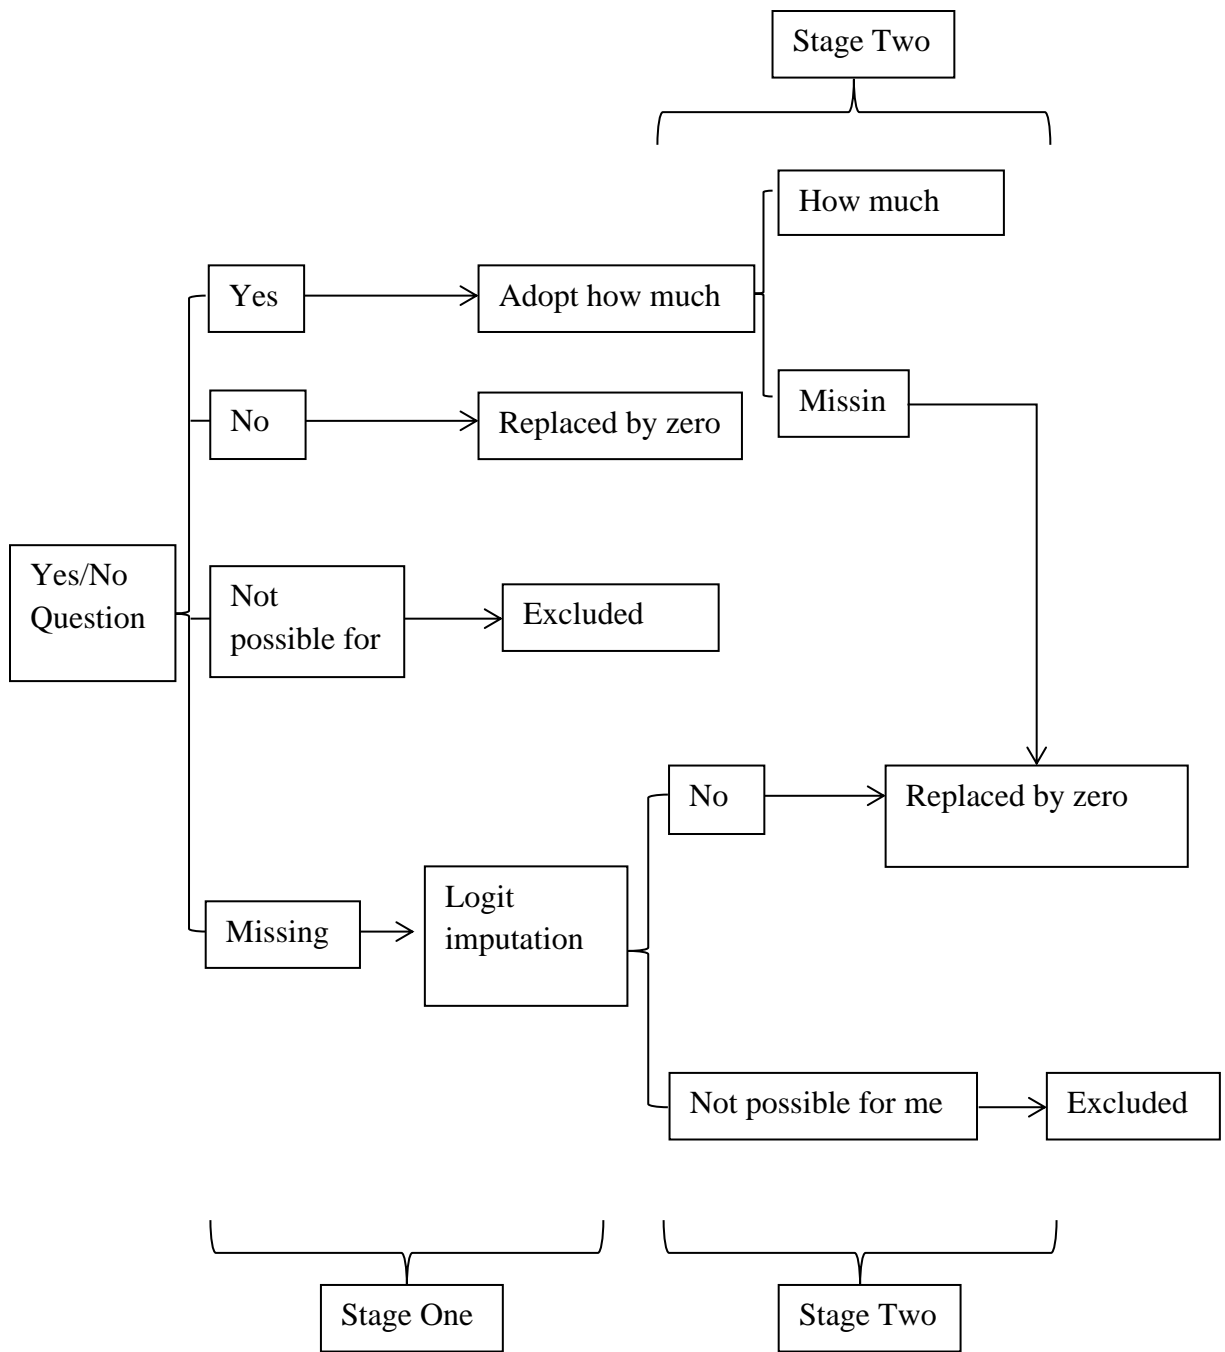 Stage Two
How much
Yes
Adopt how much
Missin
No
Replaced by zero
Yes/No
Question
Not
possible for
Excluded
No
Replaced by zero
Missing
Logit
imputation
Not possible for me
Excluded
Stage One
Stage Two